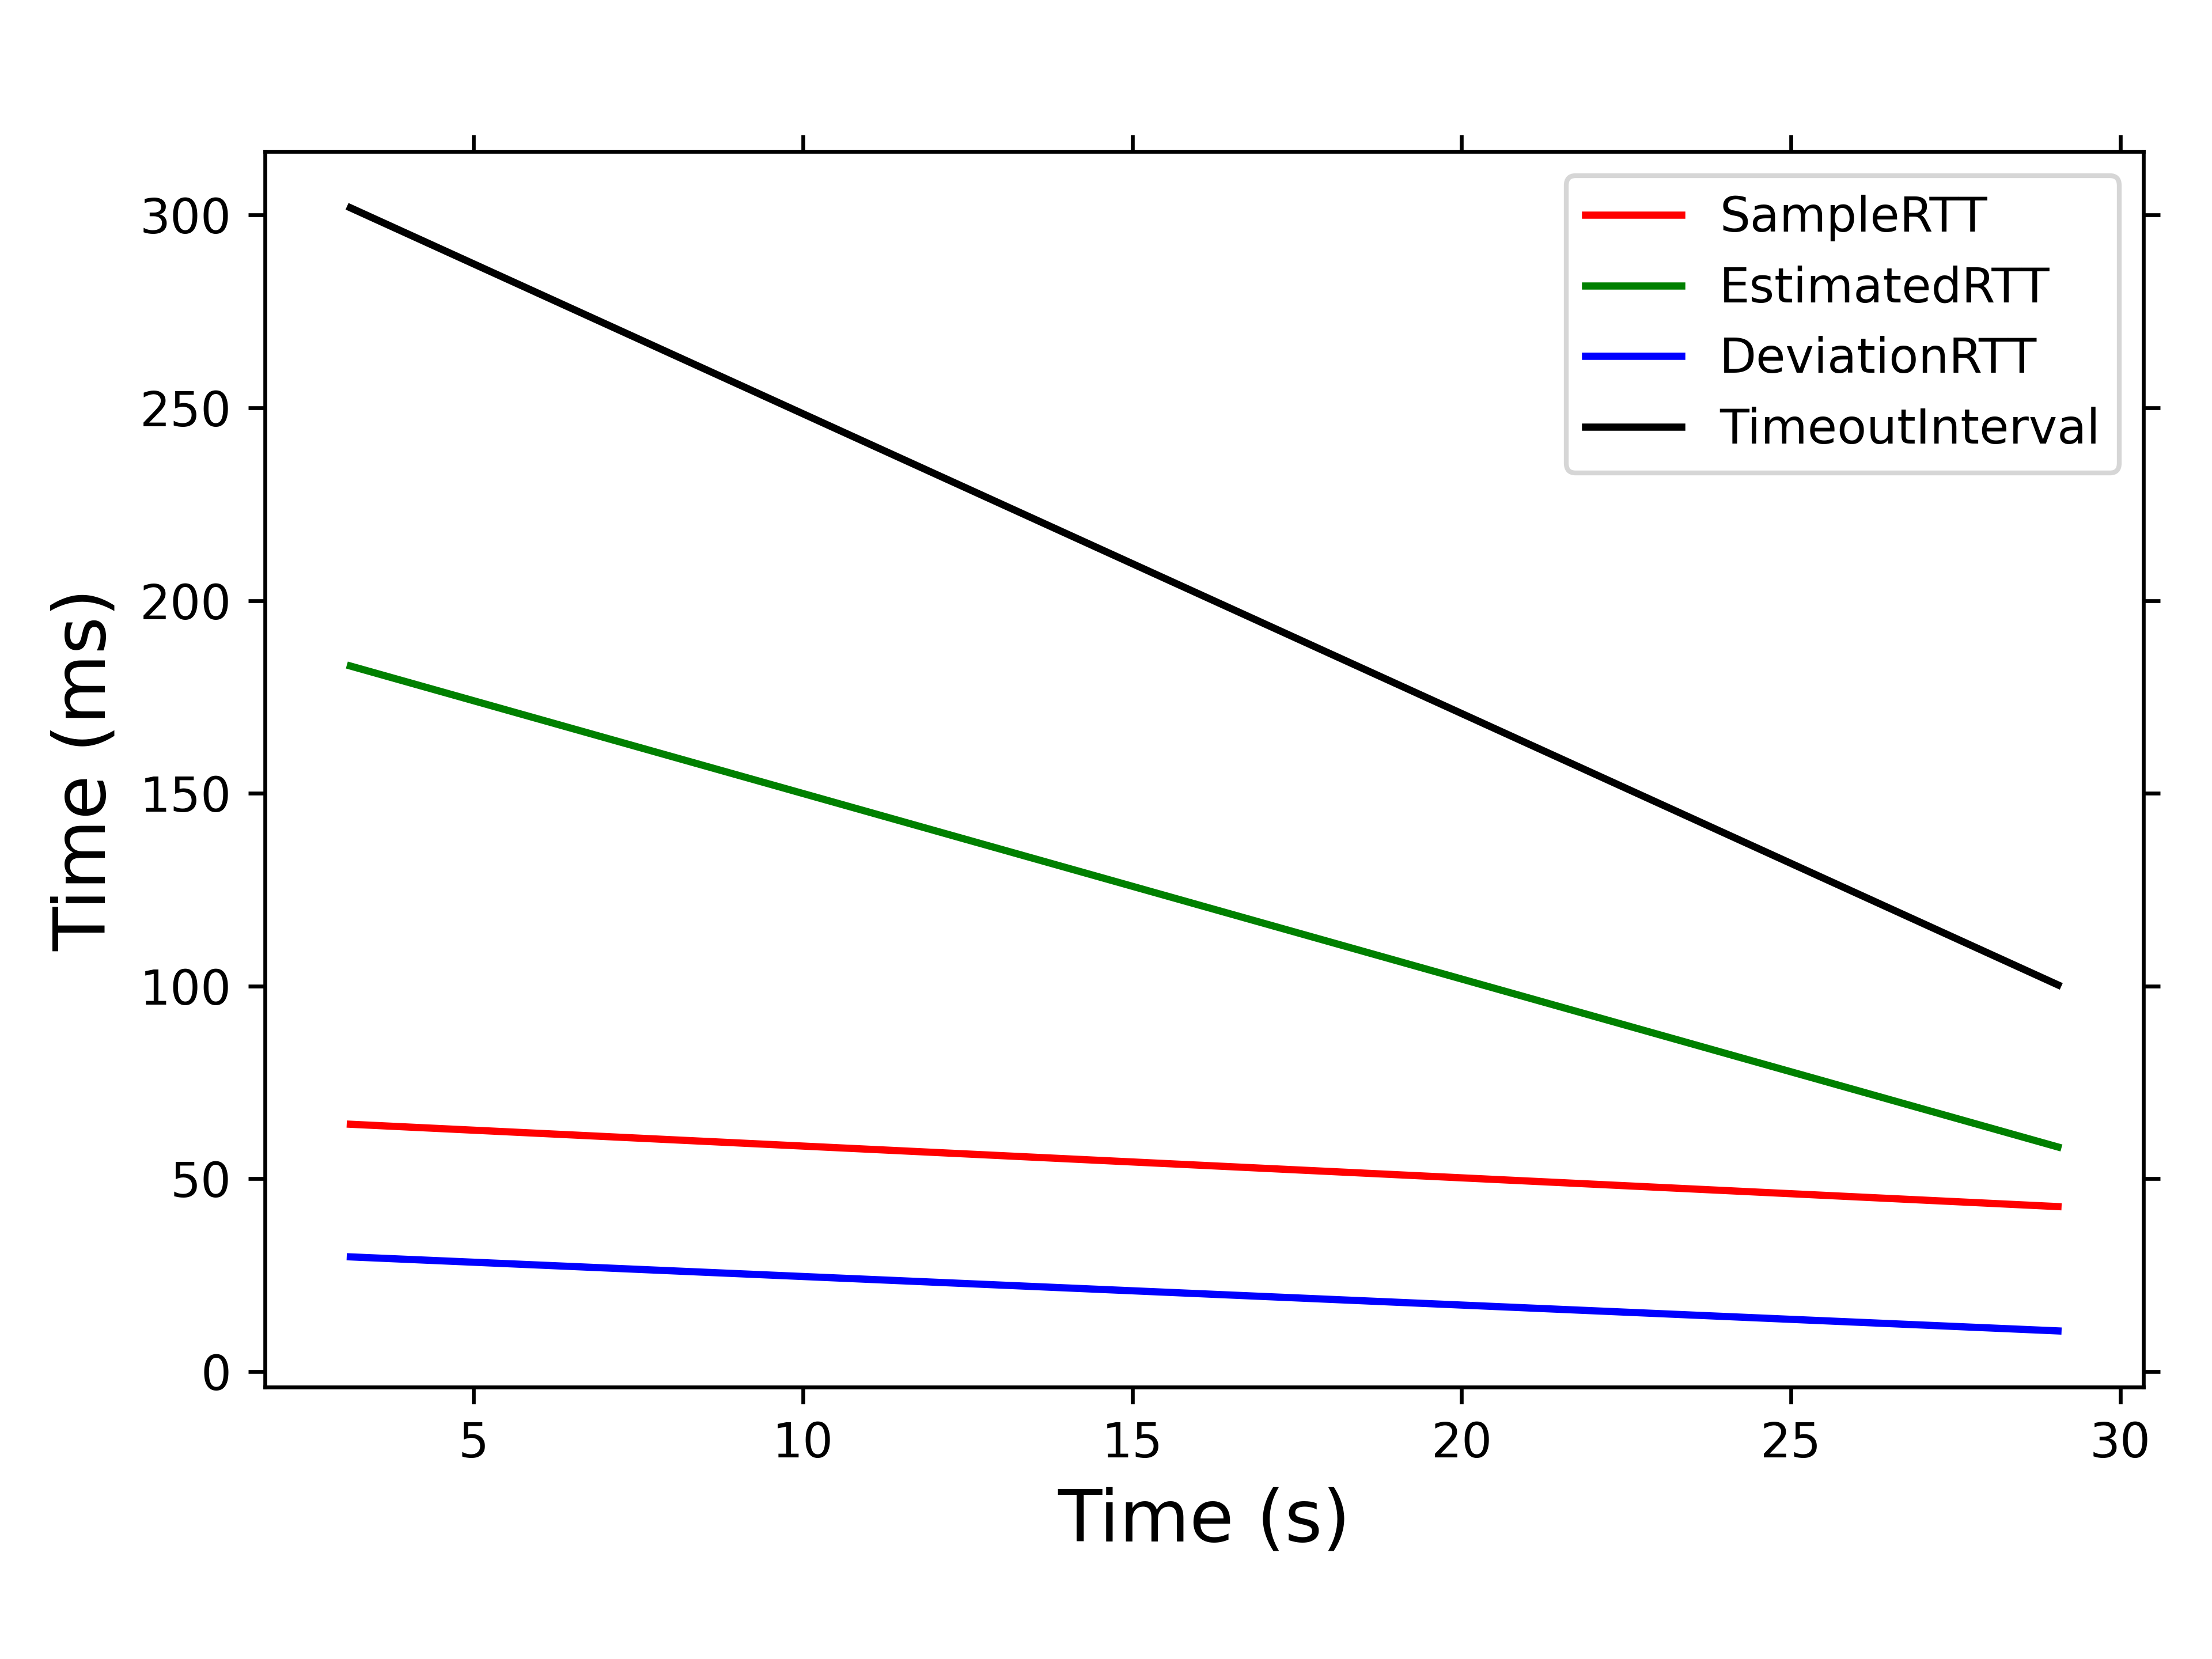 SampleRTT
EstimatedRTT
DeviationRTT
TimeoutInterval
Time (ms)
300
250
200
150
100
50
0
5 10 15 20 25 30
Time (s)